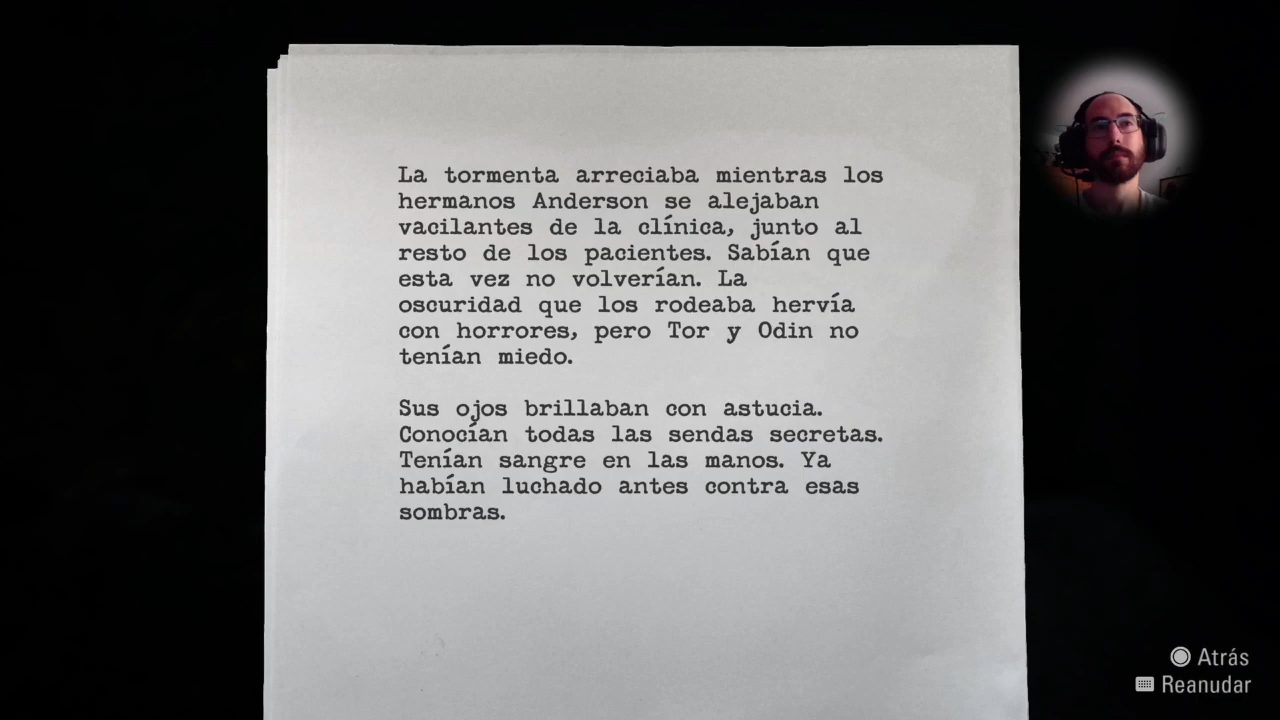 La tormenta arreciaba mientras los
hermanos Anderson se alejaban
vacilantes de la clínica, junto al
resto de los pacientes. Sabían que
esta vez no volverían. La
oscuridad que los rodeaba hervía
con horrores, pero Tor y Odin no
tenían miedo.
Sus ojos brillaban con astucia.
Conocían todas las sendas secretas.
Tenían sangre en las manos. Ya
habían luchado antes contra esas
sombras.
Atrás
Reanudar